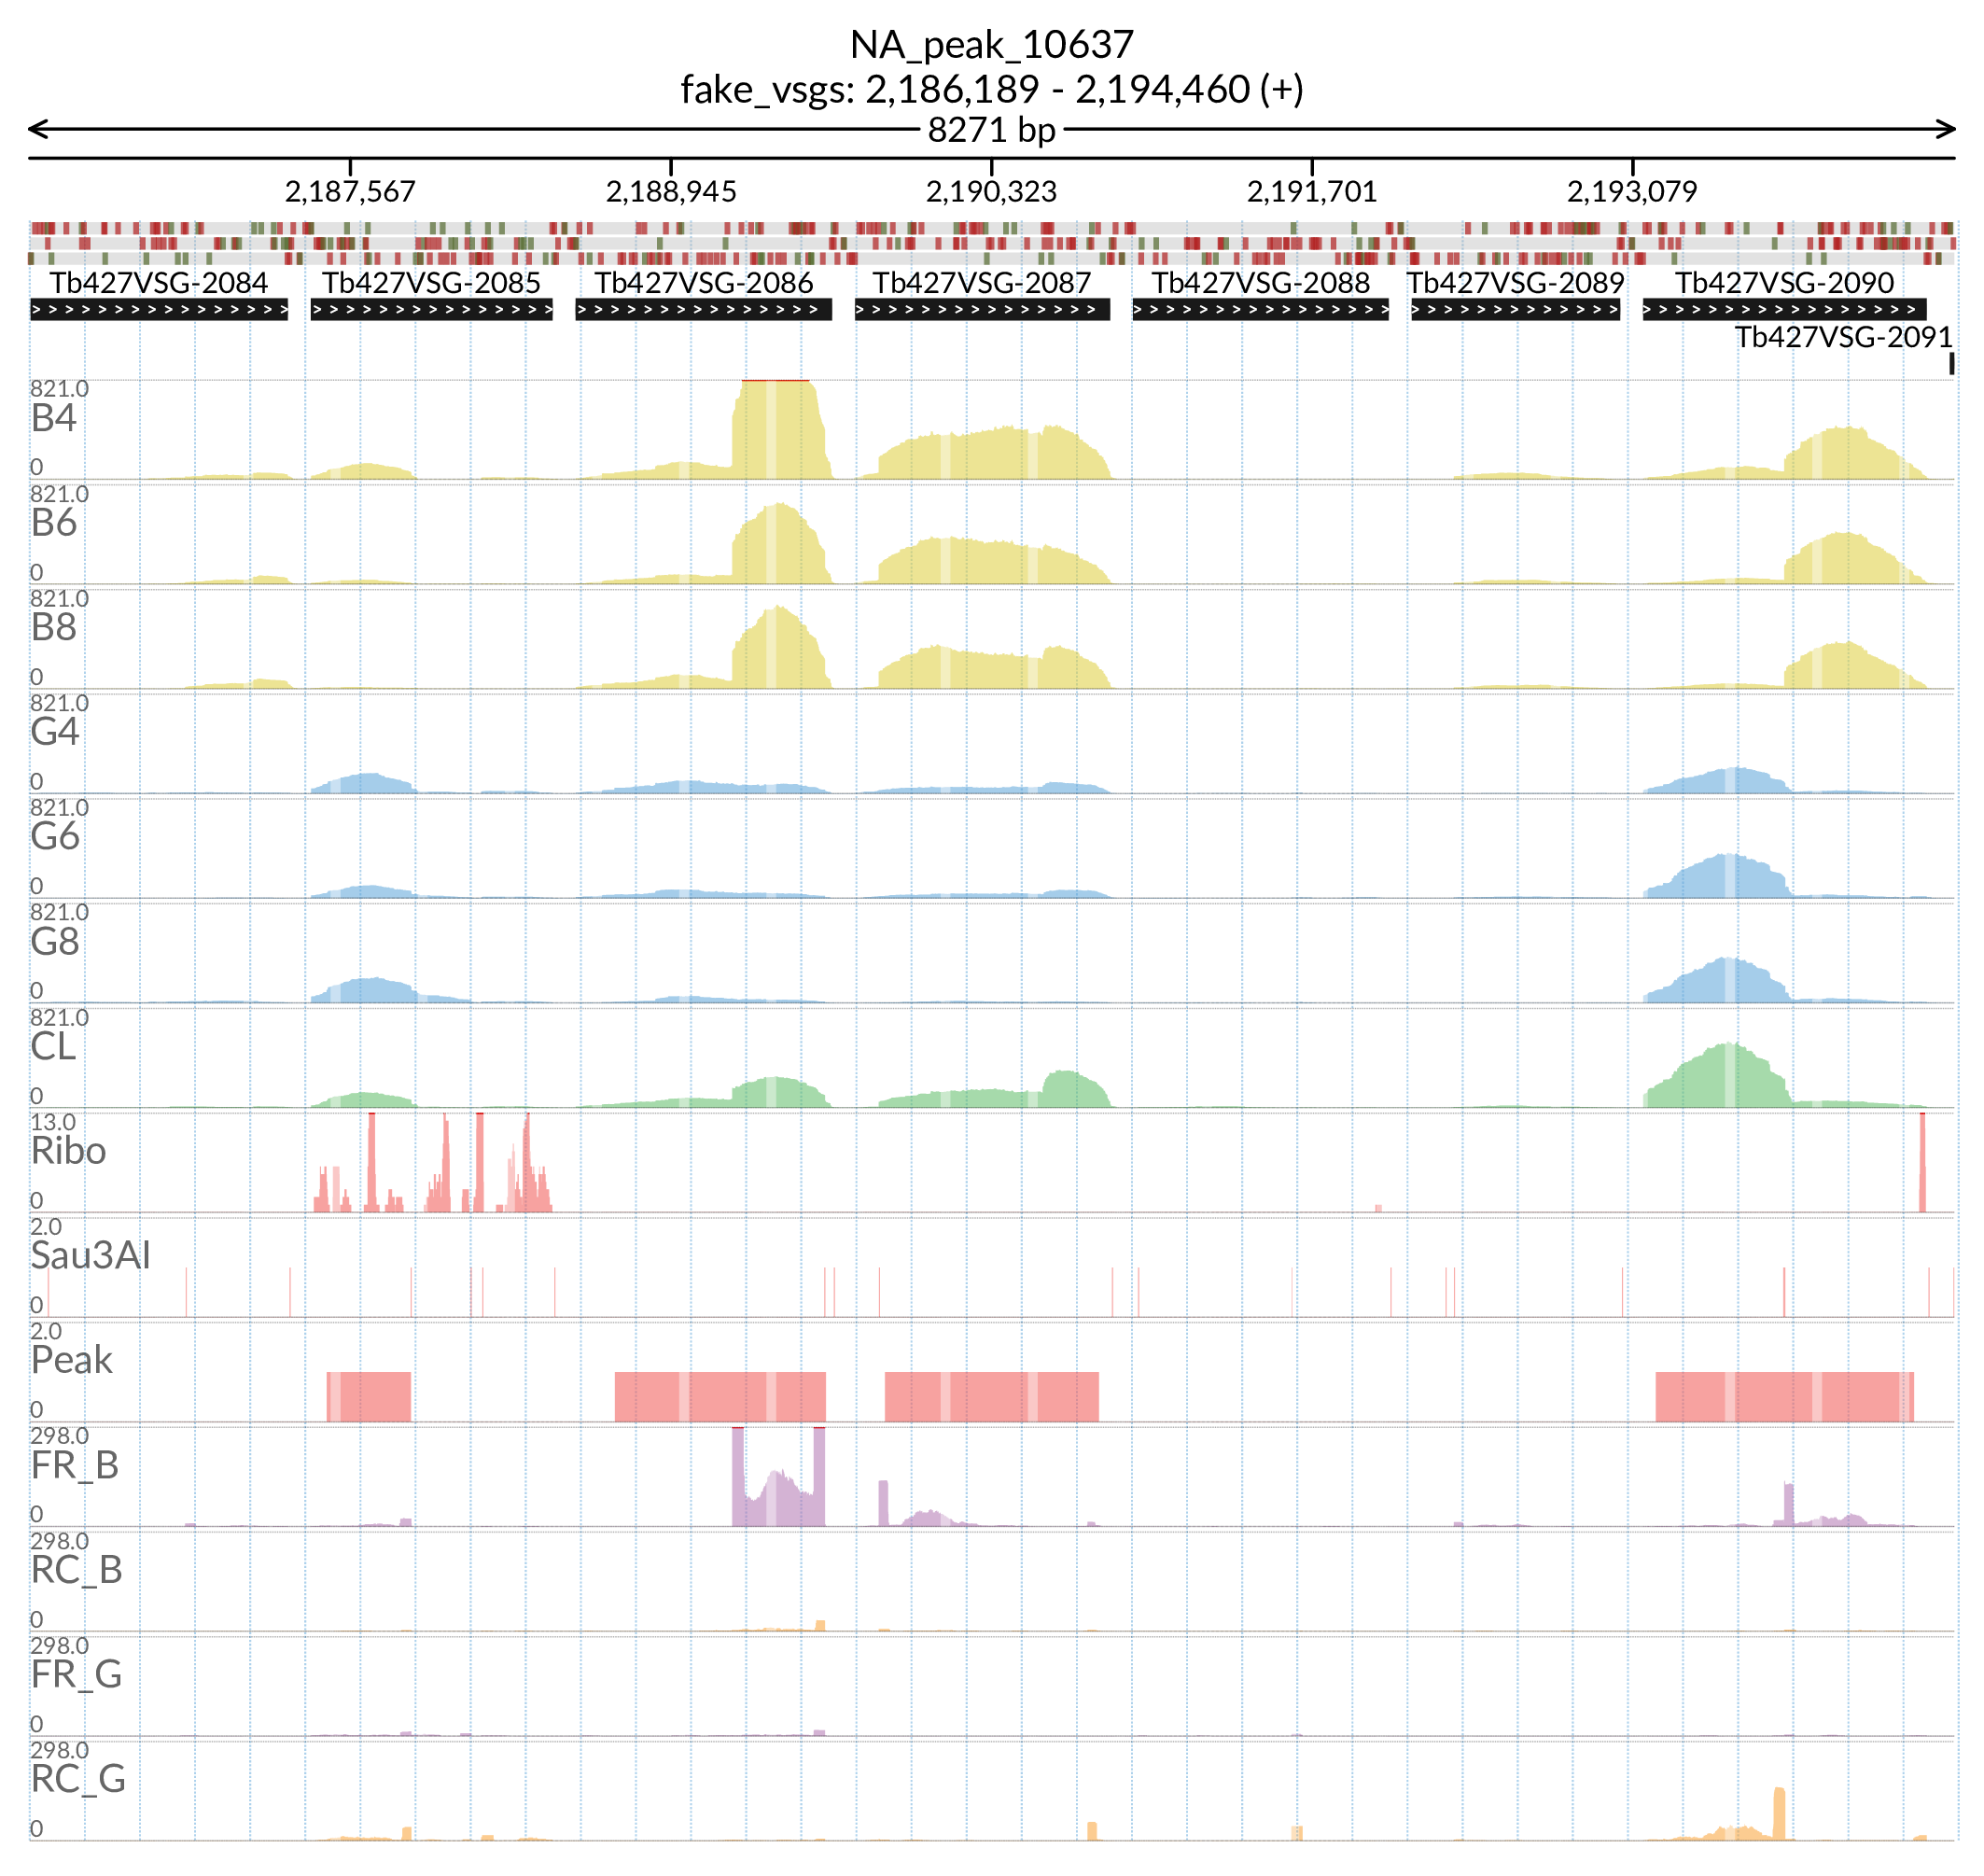 NA_peak_10637
fake_vsgs: 2,186,189 - 2,194,460 (+)
8271 bp
2,187,567 2,188,945 2,190,323 2,191,701 2,193,079
Tb427VSG-2084 Tb427VSG-2085 Tb427VSG-2086 Tb427VSG-2087 Tb427VSG-2088 Tb427VSG-2089 Tb427VSG-2090
Tb427VSG-2091
821.0
B4
0
821.0
B6
0
821.0
B8
0
821.0
G4
0
821.0
G6
0
821.0
G8
0
821.0
CL
0
13.0
Ribo
0
2.0
Sau3AI
0
2.0
Peak
0
298.0
FR_B
0
298.0
RC_B
0
298.0
FR_G
0
298.0
RC_G
0